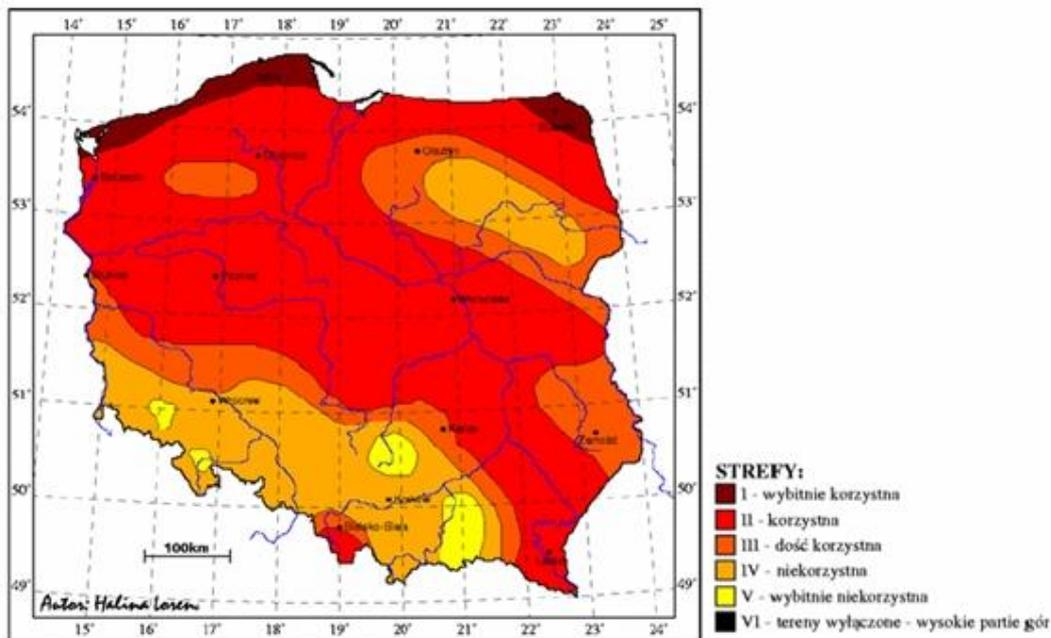 14° 15° 16° 17° 18° 19° 20° 21° 22° 23° 24° 25°
54° 54°
Olsztyn
53° 53°
Poznań
52° 52°
Warszawa
51° 51°
Wrocław
Kielce
Zamość
50° 50°
Kraków
Bielsko-Biała
100km
49° 49°
Autor: Halina Lorenc
15° 16° 17° 18° 19° 20° 21° 22° 23° 24°
STREFY:
I - wybitnie korzystna
II - korzystna
III - dość korzystna
IV - niekorzystna
V - wybitnie niekorzystna
VI - tereny wyłączone - wysokie partie gór